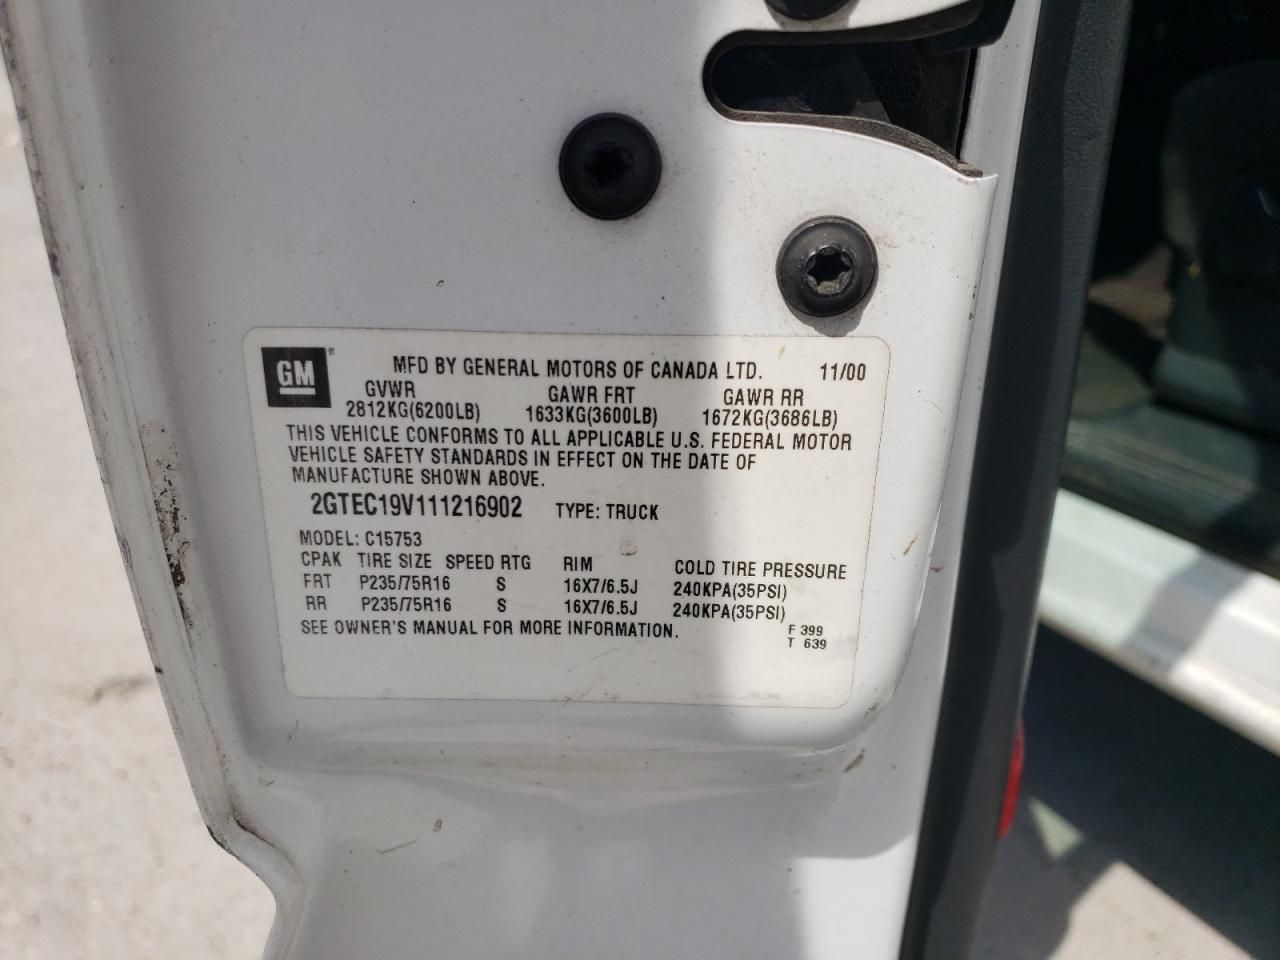 GM
MFD BY GENERAL MOTORS OF CANADA LTD. 11/00
GVWR GAWR FRT GAWR RR
2812KG(6200LB) 1633KG(3600LB) 1672KG(3686LB)
THIS VEHICLE CONFORMS TO ALL APPLICABLE U.S. FEDERAL MOTOR
VEHICLE SAFETY STANDARDS IN EFFECT ON THE DATE OF
MANUFACTURE SHOWN ABOVE.
2GTEC19V111216902 TYPE: TRUCK
MODEL: C15753
CPAK TIRE SIZE SPEED RTG RIM COLD TIRE PRESSURE
FRT P235/75R16 S 16X7/6.5J 240KPA(35PSI)
RR P235/75R16 S 16X7/6.5J 240KPA(35PSI)
SEE OWNER'S MANUAL FOR MORE INFORMATION.
F 399
T 639